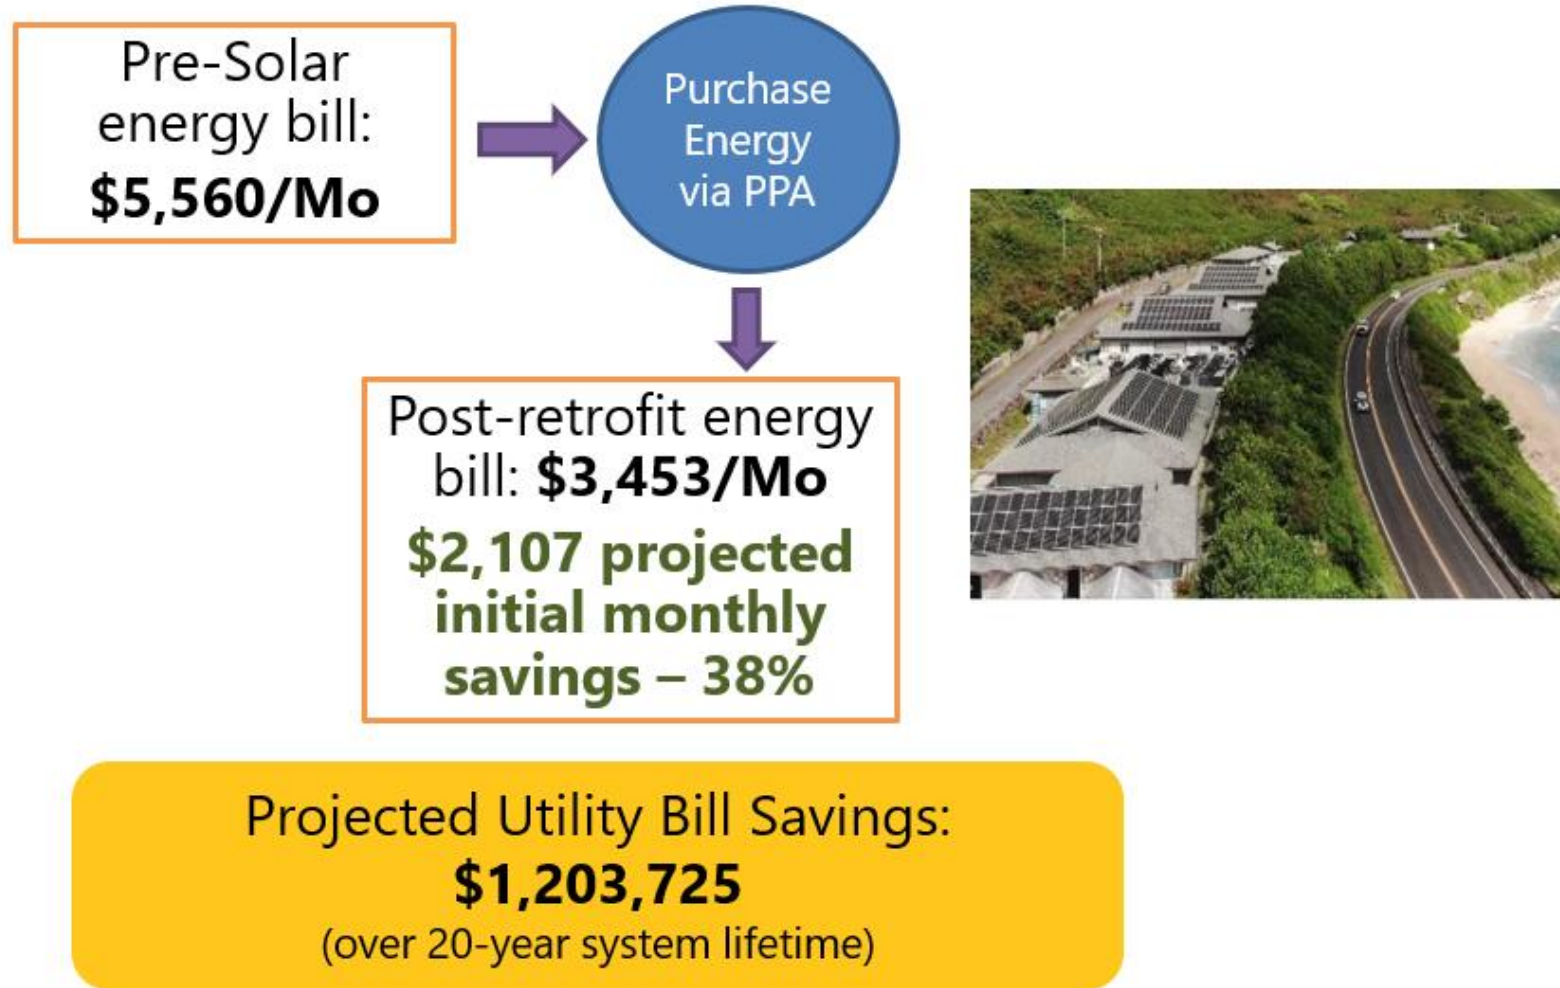 Pre-Solar
energy bill:
$5,560/Mo
Purchase
Energy
via PPA
Post-retrofit energy
bill: $3,453/Mo
$2,107 projected
initial monthly
savings – 38%
Projected Utility Bill Savings:
$1,203,725
(over 20-year system lifetime)